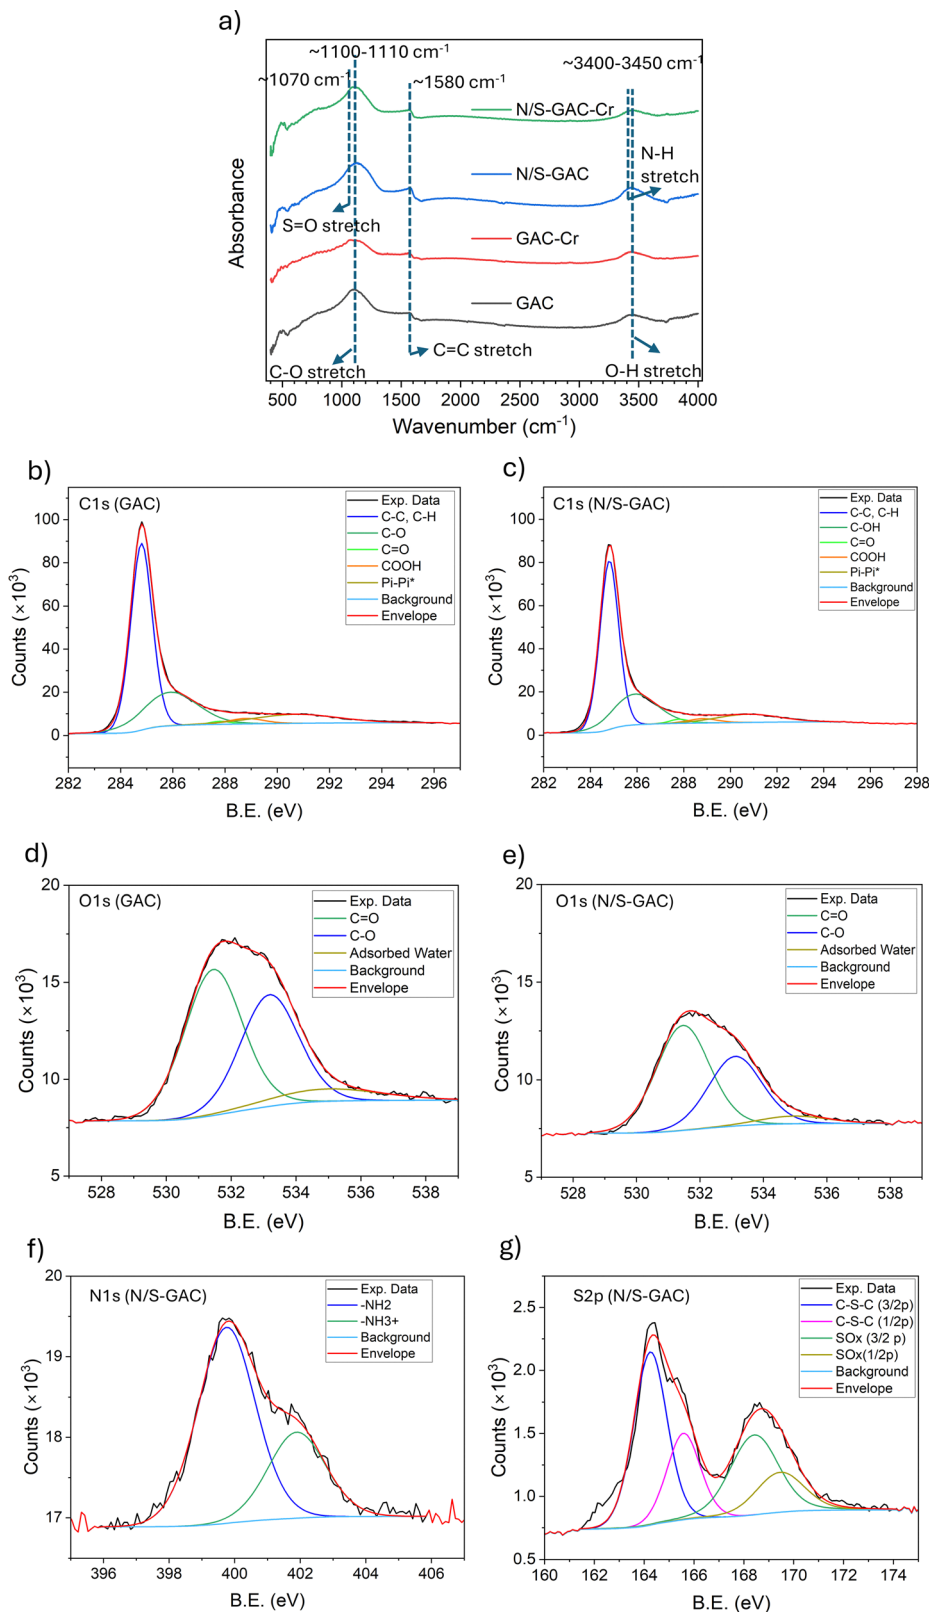 a)
~1100-1110 cm-1
~1070 cm-1
~1580 cm-1
~3400-3450 cm-1
N/S-GAC-Cr
N-H
stretch
N/S-GAC
S=O stretch
GAC-Cr
GAC
C=C stretch
C-O stretch
O-H stretch
Absorbance
500 1000 1500 2000 2500 3000 3500 4000
Wavenumber (cm-1)
b)
C1s (GAC)
Exp. Data
C-C, C-H
C-O
C=O
COOH
Pi-Pi*
Background
Envelope
100
80
60
40
20
0
Counts (×103)
282 284 286 288 290 292 294 296
B.E. (eV)
c)
C1s (N/S-GAC)
Exp. Data
C-C, C-H
C-OH
C=O
COOH
Pi-Pi*
Background
Envelope
100
80
60
40
20
0
Counts (×103)
282 284 286 288 290 292 294 296 298
B.E. (eV)
d)
O1s (GAC)
Exp. Data
C=O
C-O
Adsorbed Water
Background
Envelope
20
15
10
5
Counts (×103)
528 530 532 534 536 538
B.E. (eV)
e)
O1s (N/S-GAC)
Exp. Data
C=O
C-O
Adsorbed Water
Background
Envelope
20
15
10
5
Counts (×103)
528 530 532 534 536 538
B.E. (eV)
f)
N1s (N/S-GAC)
Exp. Data
-NH2
-NH3+
Background
Envelope
20
19
18
17
Counts (×103)
396 398 400 402 404 406
B.E. (eV)
g)
S2p (N/S-GAC)
Exp. Data
C-S-C (3/2p)
C-S-C (1/2p)
SOx (3/2 p)
SOx(1/2p)
Background
Envelope
2.5
2.0
1.5
1.0
0.5
Counts (×103)
160 162 164 166 168 170 172 174
B.E. (eV)